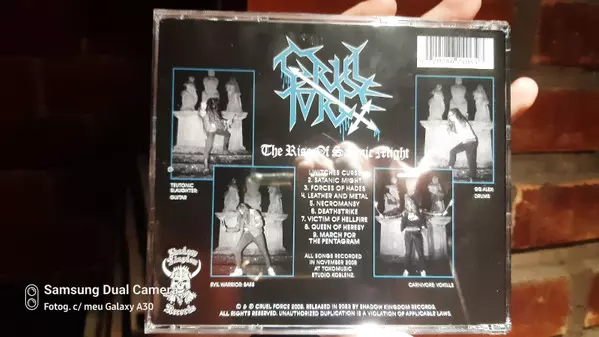 CRUEL
FORCE
The Rise Of Satanic Might
1. WITCHES CURSE
2. SATANIC MIGHT
3. FORCES OF HADES
4. LEATHER AND METAL
5. NECROMANSY
6. DEATHSTRIKE
7. VICTIM OF HELLFIRE
8. QUEEN OF HERESY
9. MARCH FOR
THE PENTAGRAM
ALL SONGS RECORDED
IN NOVEMBER 2008
AT TOXOMUSIC
STUDIO KOBLENZ.
TEUTONIC
SLAUGHTER:
GUITAR
GG ALEX:
DRUMS
EVIL WARRIOR: BASS
CARNIVORE: VOKILLS
Shadow
Kingdom
Records
℗ & © CRUEL FORCE 2008. RELEASED IN 2023 BY SHADOW KINGDOM RECORDS.
ALL RIGHTS RESERVED. UNAUTHORIZED DUPLICATION IS A VIOLATION OF APPLICABLE LAWS.
Samsung Dual Camera
Fotog. c/ meu Galaxy A30